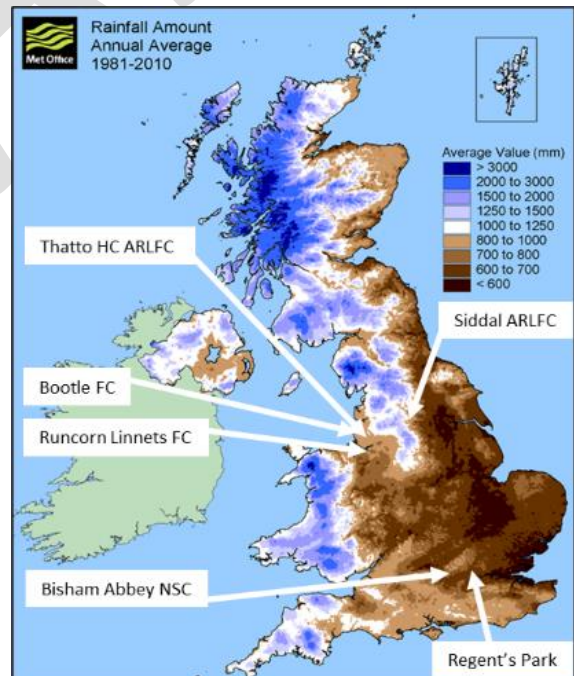 Met Office
Rainfall Amount
Annual Average
1981-2010
Average Value (mm)
> 3000
2000 to 3000
1500 to 2000
1250 to 1500
1000 to 1250
800 to 1000
700 to 800
600 to 700
< 600
Thatto HC ARLFC
Siddal ARLFC
Bootle FC
Runcorn Linnets FC
Bisham Abbey NSC
Regent's Park